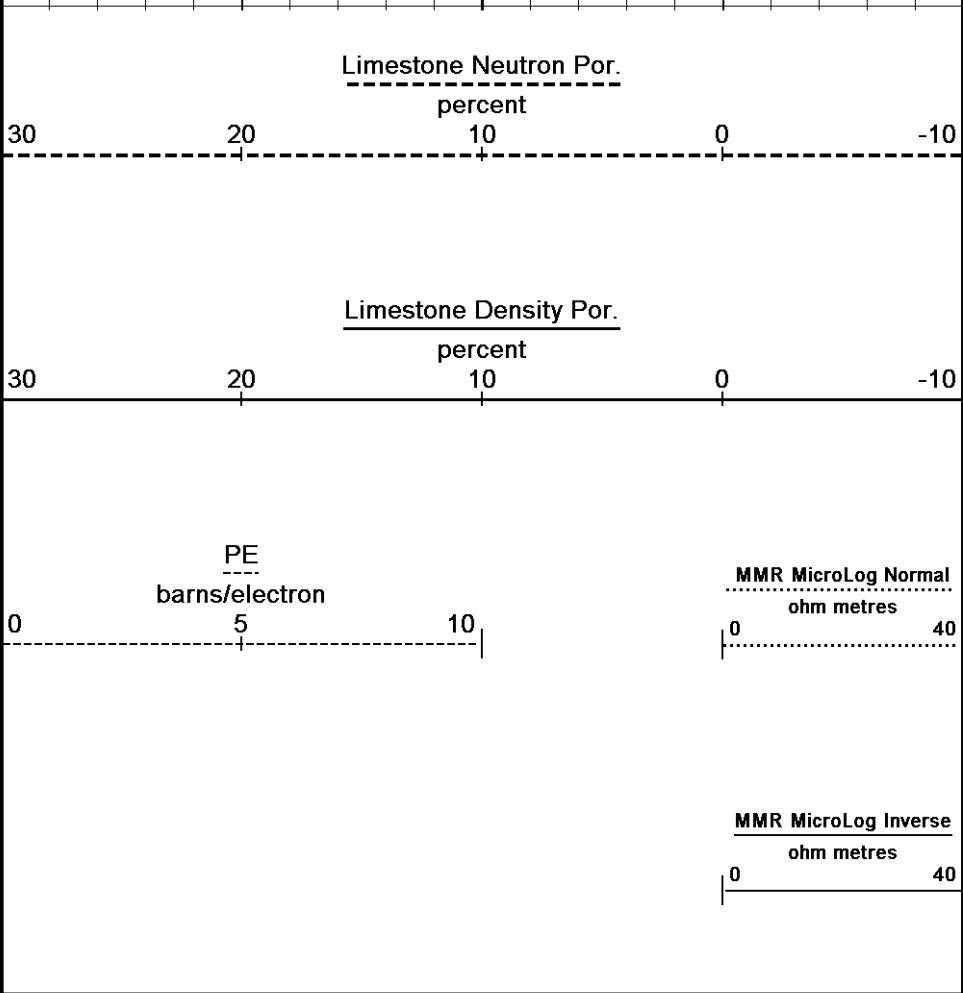 Limestone Neutron Por.
percent
30 20 10 0 -10
Limestone Density Por.
percent
30 20 10 0 -10
PE
barns/electron
0 5 10
MMR MicroLog Normal
ohm metres
0 40
MMR MicroLog Inverse
ohm metres
0 40